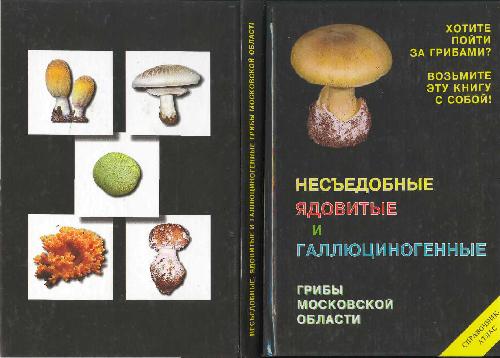 НЕСЪЕДОБНЫЕ, ЯДОВИТЫЕ И ГАЛЛЮЦИНОГЕННЫЕ ГРИБЫ МОСКОВСКОЙ ОБЛАСТИ
ХОТИТЕ
ПОЙТИ
ЗА ГРИБАМИ?
ВОЗЬМИТЕ
ЭТУ КНИГУ
С СОБОЙ!
НЕСЪЕДОБНЫЕ
ЯДОВИТЫЕ
И
ГАЛЛЮЦИНОГЕННЫЕ
ГРИБЫ
МОСКОВСКОЙ
ОБЛАСТИ
СПРАВОЧНИК-
АТЛАС